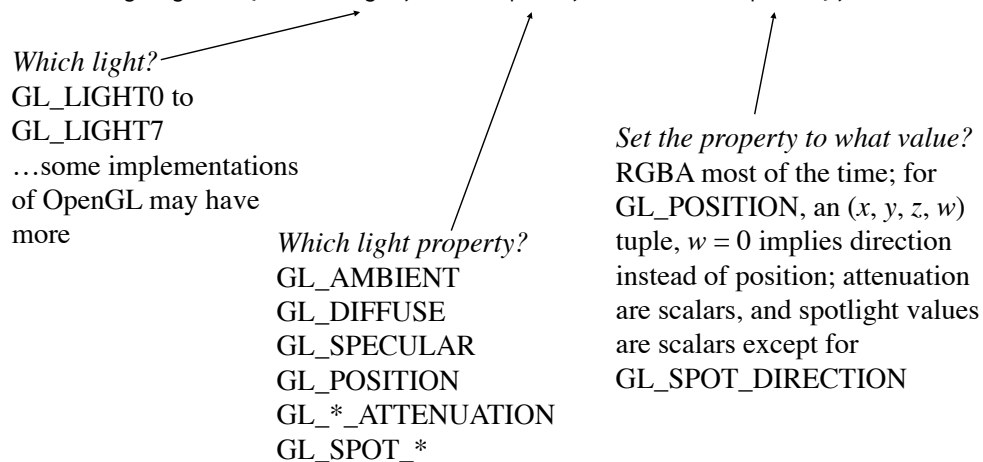 Which light?
GL_LIGHT0 to
GL_LIGHT7
…some implementations
of OpenGL may have
more
Which light property?
GL_AMBIENT
GL_DIFFUSE
GL_SPECULAR
GL_POSITION
GL_*_ATTENUATION
GL_SPOT_*
Set the property to what value?
RGBA most of the time; for
GL_POSITION, an (x, y, z, w)
tuple, w = 0 implies direction
instead of position; attenuation
are scalars, and spotlight values
are scalars except for
GL_SPOT_DIRECTION